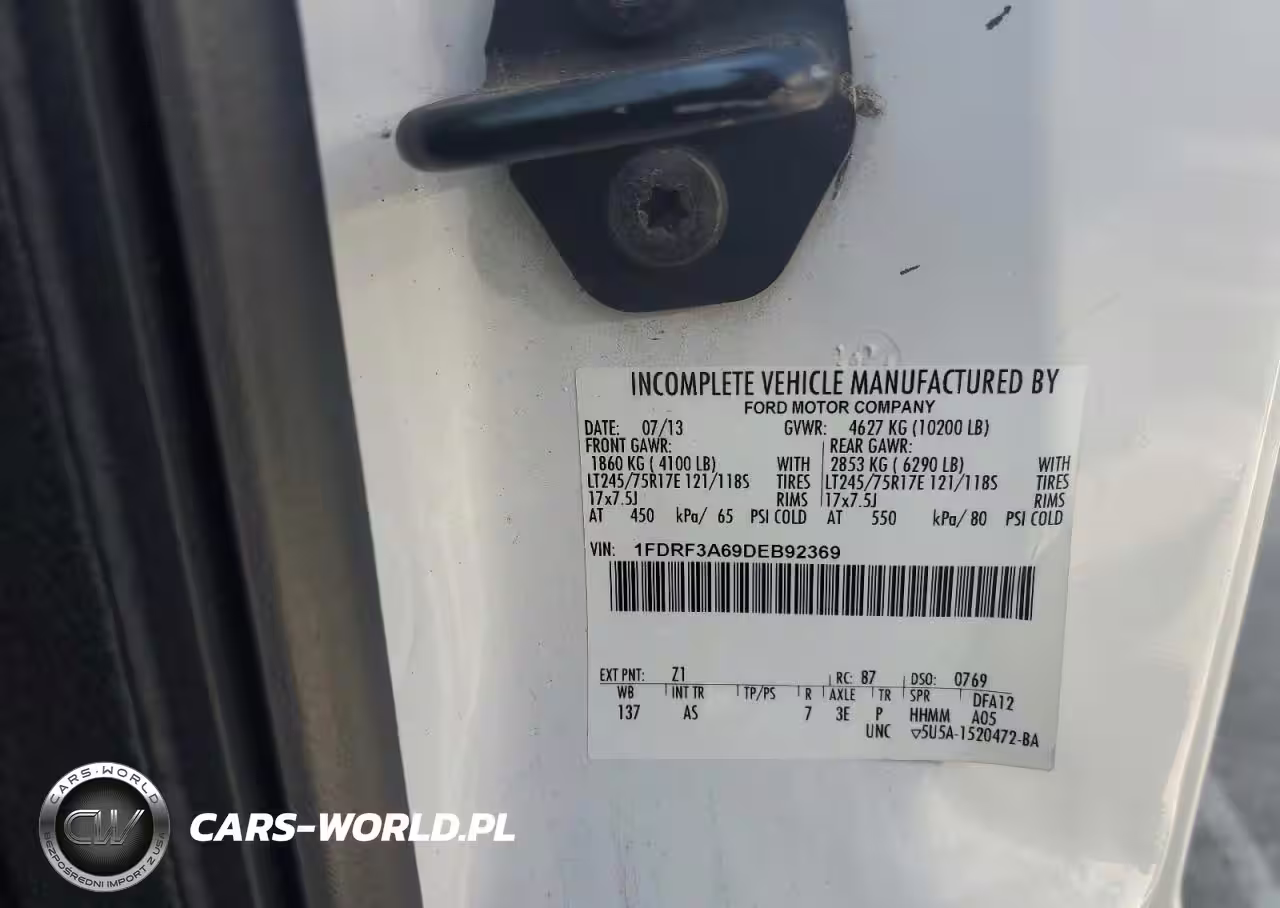 INCOMPLETE VEHICLE MANUFACTURED BY
FORD MOTOR COMPANY
DATE: 07/13 GVWR: 4627 KG (10200 LB)
FRONT GAWR: REAR GAWR:
1860 KG ( 4100 LB) WITH 2853 KG ( 6290 LB) WITH
LT245/75R17E 121/118S TIRES LT245/75R17E 121/118S TIRES
17x7.5J RIMS 17x7.5J RIMS
AT 450 kPa/ 65 PSI COLD AT 550 kPa/ 80 PSI COLD
VIN: 1FDRF3A69DEB92369
EXT PNT: Z1 RC: 87 DSO: 0769
WB INT TR TP/PS R AXLE TR SPR DFA12
137 AS 7 3E P HHMM A05
UNC ▽5U5A-1520472-BA
CARS-WORLD
CW
BEZPOŚREDNI IMPORT Z USA
CARS-WORLD.PL